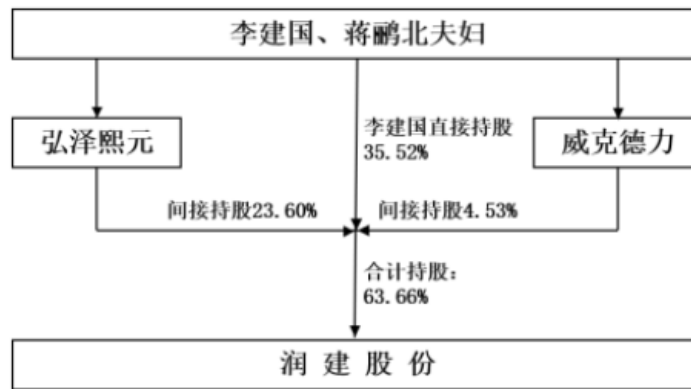 李建国、蒋鹂北夫妇
李建国直接持股
35.52%
弘泽熙元
威克德力
间接持股23.60%
间接持股4.53%
合计持股：
63.66%
润建股份